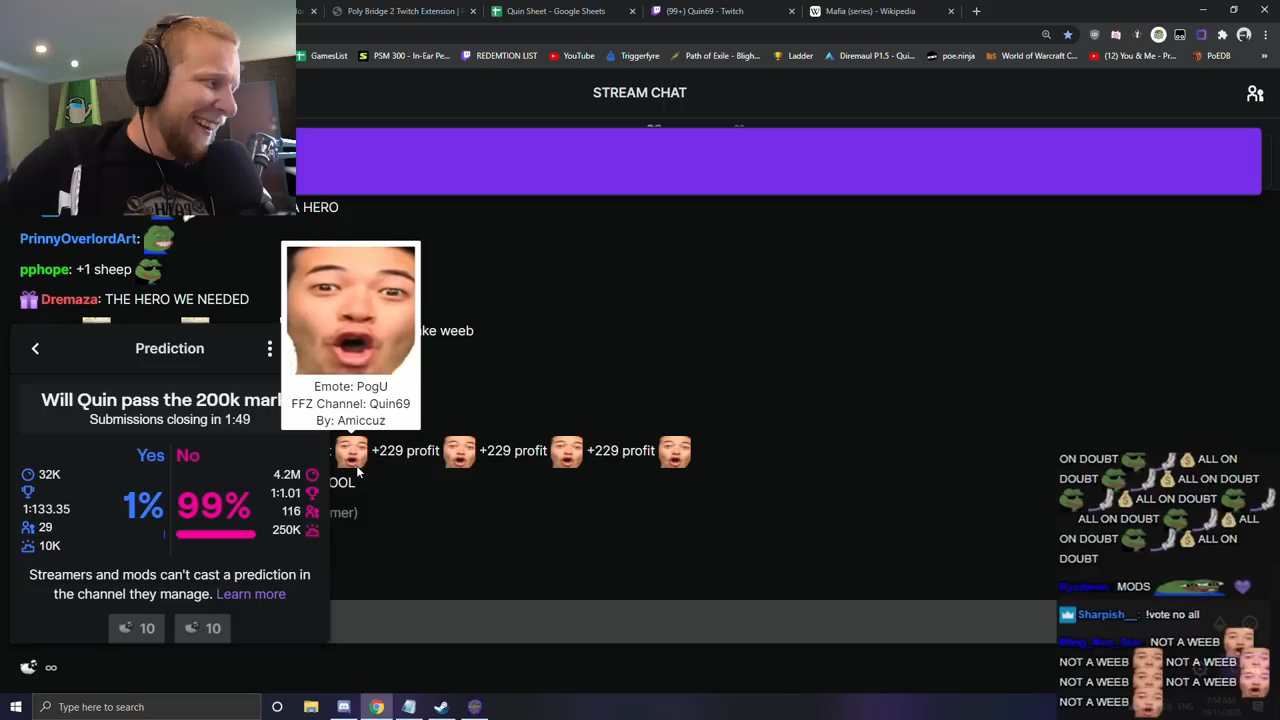 Poly Bridge 2 Twitch Extension |
Quin Sheet - Google Sheets
(99+) Quin69 - Twitch
Mafia (series) - Wikipedia
GamesList
PSM 300 - In-Ear Pe...
REDEMTION LIST
YouTube
Triggerfyre
Path of Exile - Bligh...
Ladder
Diremaul P1.5 - Qui...
poe.ninja
World of Warcraft C...
(12) You & Me - Pr...
PoEDB
STREAM CHAT
A HERO
PrinnyOverlordArt:
pphope: +1 sheep
Dremaza: THE HERO WE NEEDED
ke weeb
Prediction
Will Quin pass the 200k mark
Submissions closing in 1:49
Emote: PogU
FFZ Channel: Quin69
By: Amiccuz
+229 profit +229 profit +229 profit
OOL
mer)
Yes No
32K 4.2M
1:133.35 1:1.01
1% 99%
29 116
10K 250K
Streamers and mods can't cast a prediction in
the channel they manage. Learn more
10 10
∞
ON DOUBT ALL ON
DOUBT ALL ON DOUBT
ALL ON DOUBT ALL
ON DOUBT ALL ON
DOUBT
MODS
Sharpish__: !vote no all
NOT A WEEB
NOT A WEEB NOT A WEEB
NOT A WEEB NOT A WEEB
NOT A WEEB
Type here to search
7:54 AM